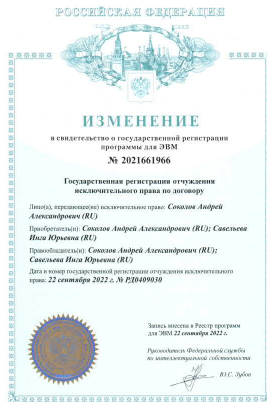 РОССИЙСКАЯ ФЕДЕРАЦИЯ
ИЗМЕНЕНИЕ
в свидетельство о государственной регистрации
программы для ЭВМ
№ 2021661966
Государственная регистрация отчуждения
исключительного права по договору
Лицо(а), передающее(ие) исключительное право: Соколов Андрей
Александрович (RU)
Приобретатель(и): Соколов Андрей Александрович (RU); Савельева
Инга Юрьевна (RU)
Правообладатель(и): Соколов Андрей Александрович (RU);
Савельева Инга Юрьевна (RU)
Дата и номер государственной регистрации отчуждения исключительного
права: 22 сентября 2022 г. № РД0409030
Запись внесена в Реестр программ
для ЭВМ 22 сентября 2022 г.
Руководитель Федеральной службы
по интеллектуальной собственности
Ю.С. Зубов